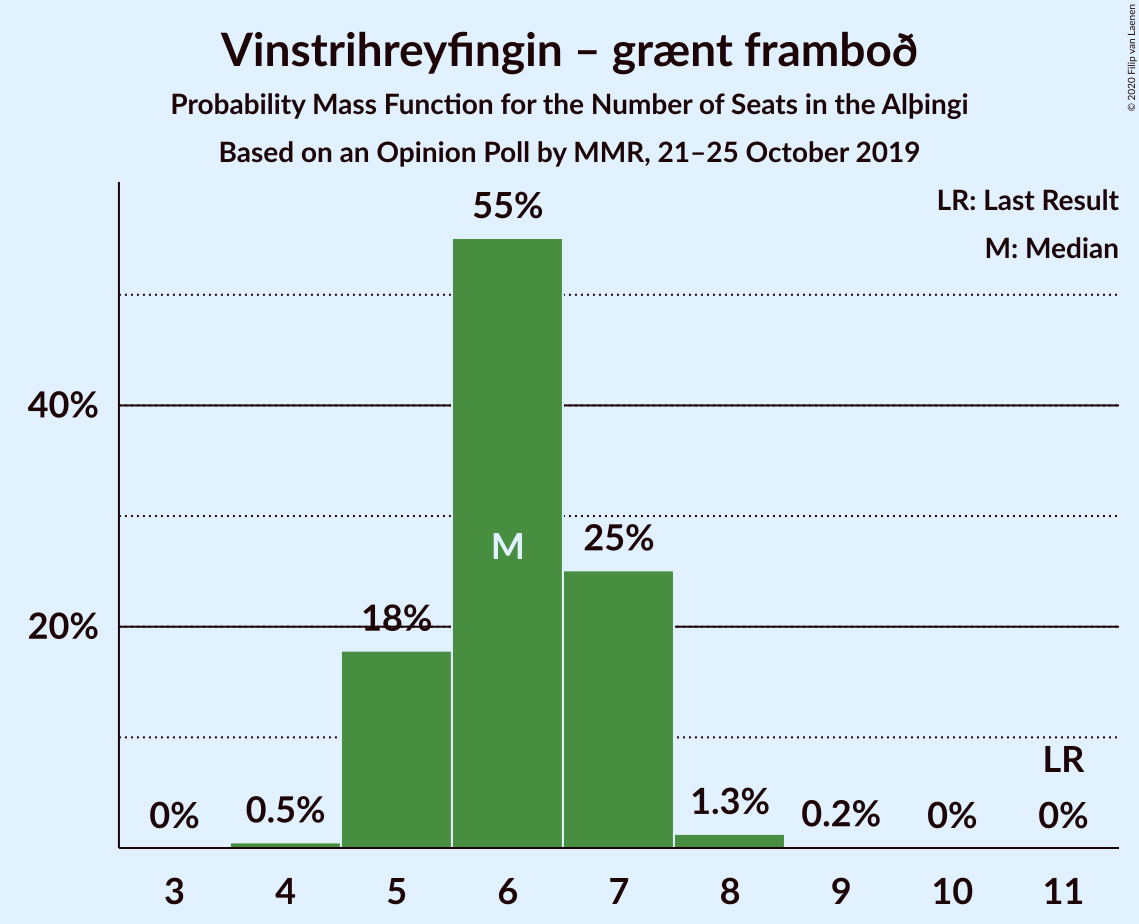 Vinstrihreyfingin – grænt framboð
Probability Mass Function for the Number of Seats in the Alþingi
Based on an Opinion Poll by MMR, 21–25 October 2019
© 2020 Filip van Laenen
LR: Last Result
M: Median
55%
40%
M
25%
20%
18%
LR
0%
0.5%
1.3%
0.2%
0%
0%
3
4
5
6
7
8
9
10
11